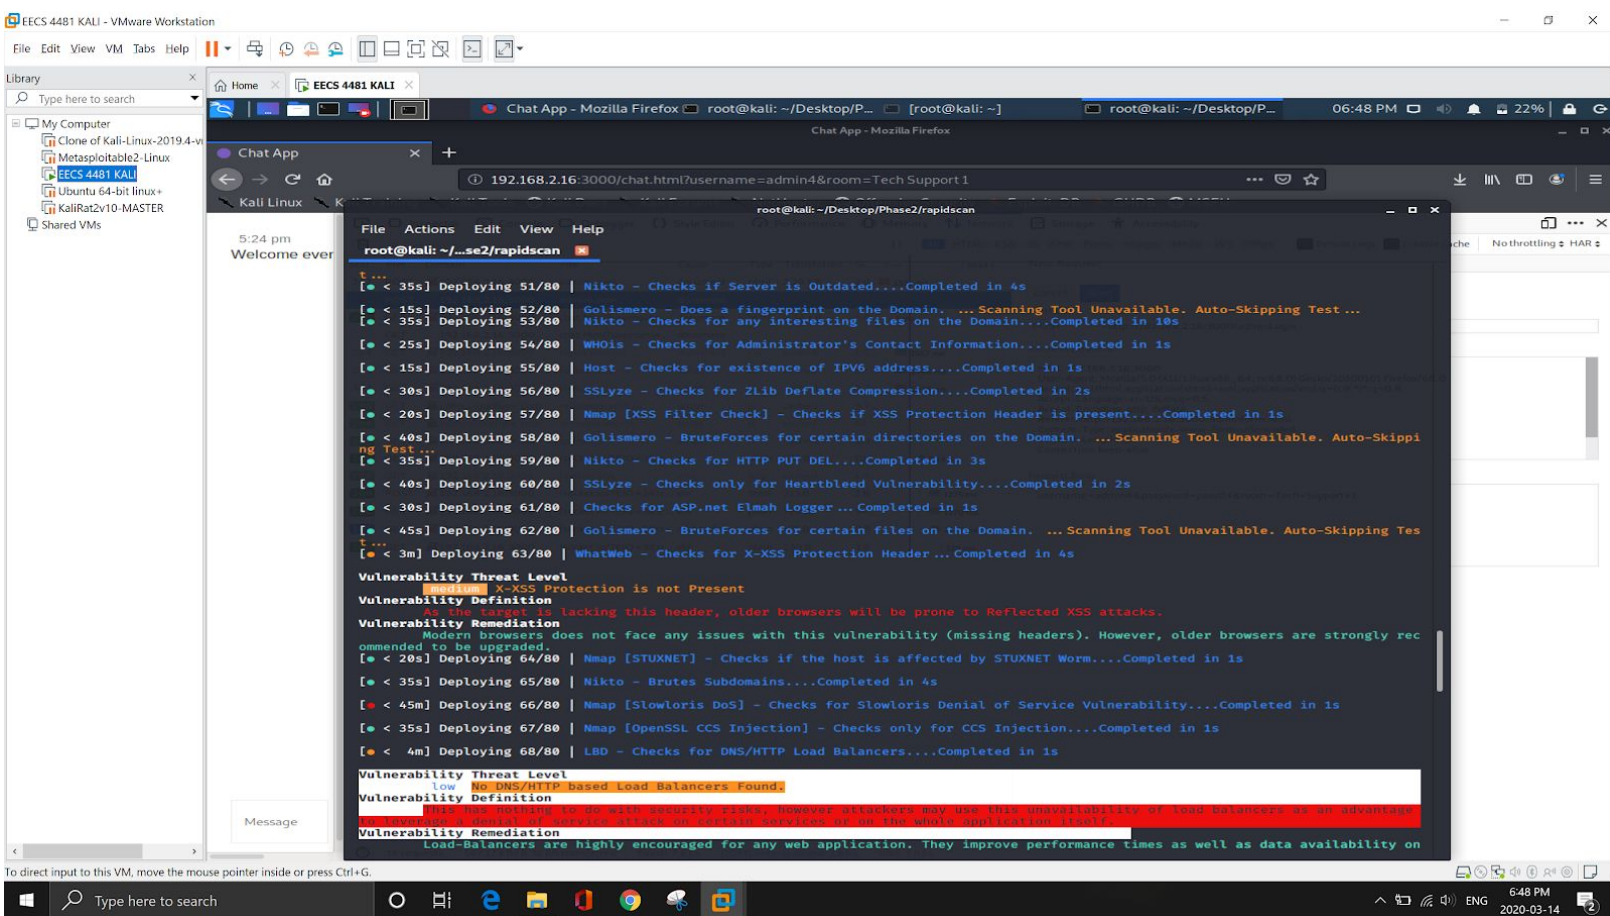 EECS 4481 KALI - VMware Workstation
File Edit View VM Tabs Help
Library
Type here to search
My Computer
Clone of Kali-Linux-2019.4-v
Metasploitable2-Linux
EECS 4481 KALI
Ubuntu 64-bit linux+
KaliRat2v10-MASTER
Shared VMs
Home
EECS 4481 KALI
Chat App - Mozilla Firefox
root@kali: ~/Desktop/P...
[root@kali: ~]
root@kali: ~/Desktop/P...
06:48 PM
22%
Chat App - Mozilla Firefox
Chat App
192.168.2.16:3000/chat.html?username=admin4&room=Tech Support1
Kali Linux
root@kali: ~/Desktop/Phase2/rapidscan
No throttling
HAR
5:24 pm
Welcome ever
File Actions Edit View Help
root@kali: ~/...se2/rapidscan
t ...
[● < 35s] Deploying 51/80 | Nikto - Checks if Server is Outdated....Completed in 4s
[● < 15s] Deploying 52/80 | Golismero - Does a fingerprint on the Domain. ... Scanning Tool Unavailable. Auto-Skipping Test ...
[● < 35s] Deploying 53/80 | Nikto - Checks for any interesting files on the Domain....Completed in 10s
[● < 25s] Deploying 54/80 | WHOis - Checks for Administrator's Contact Information....Completed in 1s
[● < 15s] Deploying 55/80 | Host - Checks for existence of IPV6 address....Completed in 1s
[● < 30s] Deploying 56/80 | SSLyze - Checks for ZLib Deflate Compression....Completed in 2s
[● < 20s] Deploying 57/80 | Nmap [XSS Filter Check] - Checks if XSS Protection Header is present....Completed in 1s
[● < 40s] Deploying 58/80 | Golismero - BruteForces for certain directories on the Domain. ... Scanning Tool Unavailable. Auto-Skippi
ng Test ...
[● < 35s] Deploying 59/80 | Nikto - Checks for HTTP PUT DEL....Completed in 3s
[● < 40s] Deploying 60/80 | SSLyze - Checks only for Heartbleed Vulnerability....Completed in 2s
[● < 30s] Deploying 61/80 | Checks for ASP.net Elmah Logger ... Completed in 1s
[● < 45s] Deploying 62/80 | Golismero - BruteForces for certain files on the Domain. ... Scanning Tool Unavailable. Auto-Skipping Tes
t ...
[● < 3m] Deploying 63/80 | WhatWeb - Checks for X-XSS Protection Header ... Completed in 4s
Vulnerability Threat Level
medium X-XSS Protection is not Present
Vulnerability Definition
As the target is lacking this header, older browsers will be prone to Reflected XSS attacks.
Vulnerability Remediation
Modern browsers does not face any issues with this vulnerability (missing headers). However, older browsers are strongly rec
ommended to be upgraded.
[● < 20s] Deploying 64/80 | Nmap [STUXNET] - Checks if the host is affected by STUXNET Worm....Completed in 1s
[● < 35s] Deploying 65/80 | Nikto - Brutes Subdomains....Completed in 4s
[● < 45m] Deploying 66/80 | Nmap [Slowloris DoS] - Checks for Slowloris Denial of Service Vulnerability....Completed in 1s
[● < 35s] Deploying 67/80 | Nmap [OpenSSL CCS Injection] - Checks only for CCS Injection....Completed in 1s
[● < 4m] Deploying 68/80 | LBD - Checks for DNS/HTTP Load Balancers....Completed in 1s
Vulnerability Threat Level
low No DNS/HTTP based Load Balancers Found.
Vulnerability Definition
This has nothing to do with security risks, however attackers may use this unavailability of load balancers as an advantage
to leverage a denial of service attack on certain services or on the whole application itself.
Vulnerability Remediation
Load-Balancers are highly encouraged for any web application. They improve performance times as well as data availability on
Message
To direct input to this VM, move the mouse pointer inside or press Ctrl+G.
Type here to search
ENG
6:48 PM
2020-03-14
2